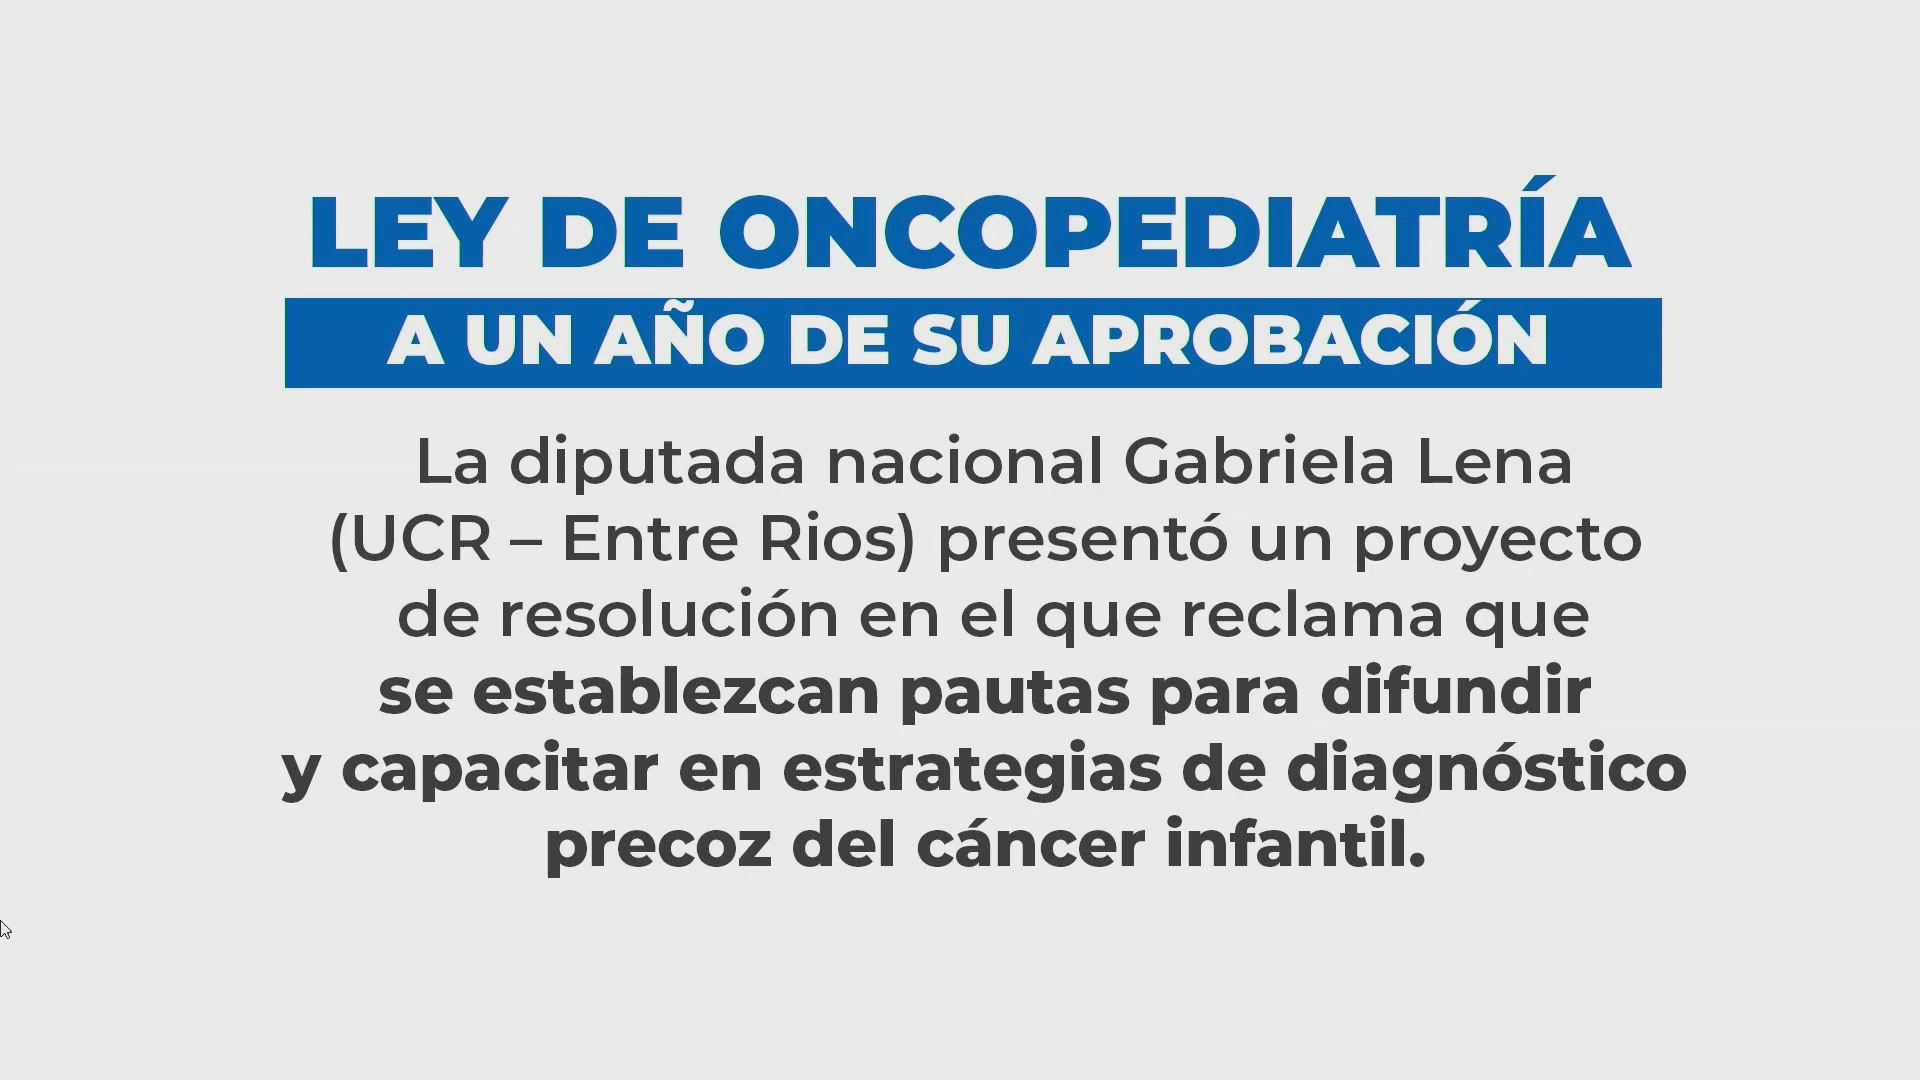 LEY DE ONCOPEDIATRÍA
A UN AÑO DE SU APROBACIÓN
La diputada nacional Gabriela Lena
(UCR – Entre Rios) presentó un proyecto
de resolución en el que reclama que
se establezcan pautas para difundir
y capacitar en estrategias de diagnóstico
precoz del cáncer infantil.